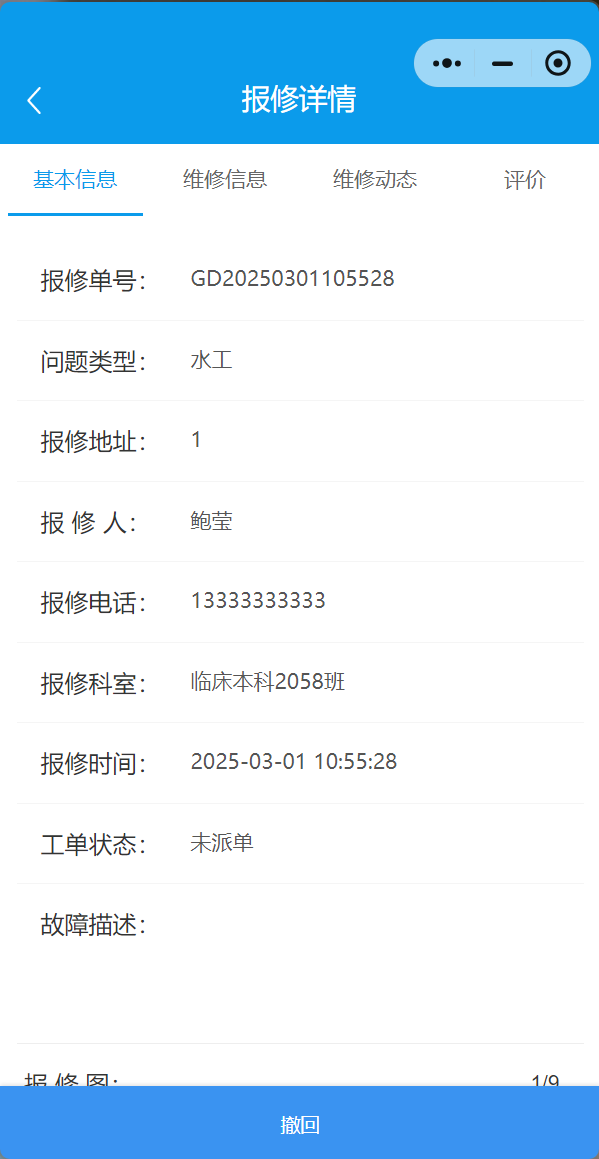 报修详情
基本信息 维修信息 维修动态 评价
报修单号： GD20250301105528
问题类型： 水工
报修地址： 1
报 修 人： 鲍莹
报修电话： 13333333333
报修科室： 临床本科2058班
报修时间： 2025-03-01 10:55:28
工单状态： 未派单
故障描述：
报 修 图： 1/9
撤回